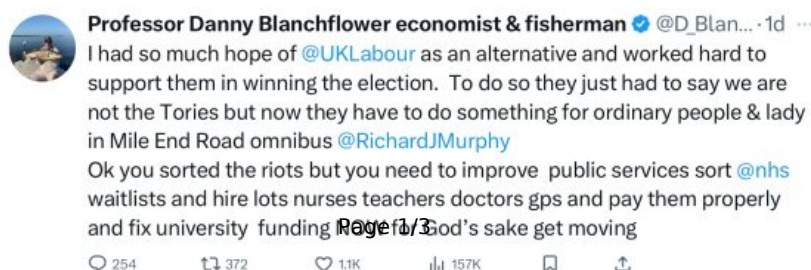 Professor Danny Blanchflower economist & fisherman @D_Blan... · 1d ...
I had so much hope of @UKLabour as an alternative and worked hard to
support them in winning the election. To do so they just had to say we are
not the Tories but now they have to do something for ordinary people & lady
in Mile End Road omnibus @RichardJMurphy
Ok you sorted the riots but you need to improve public services sort @nhs
waitlists and hire lots nurses teachers doctors gps and pay them properly
and fix university funding NOW for God's sake get moving
Page 1/3
254 372 1.1K 157K